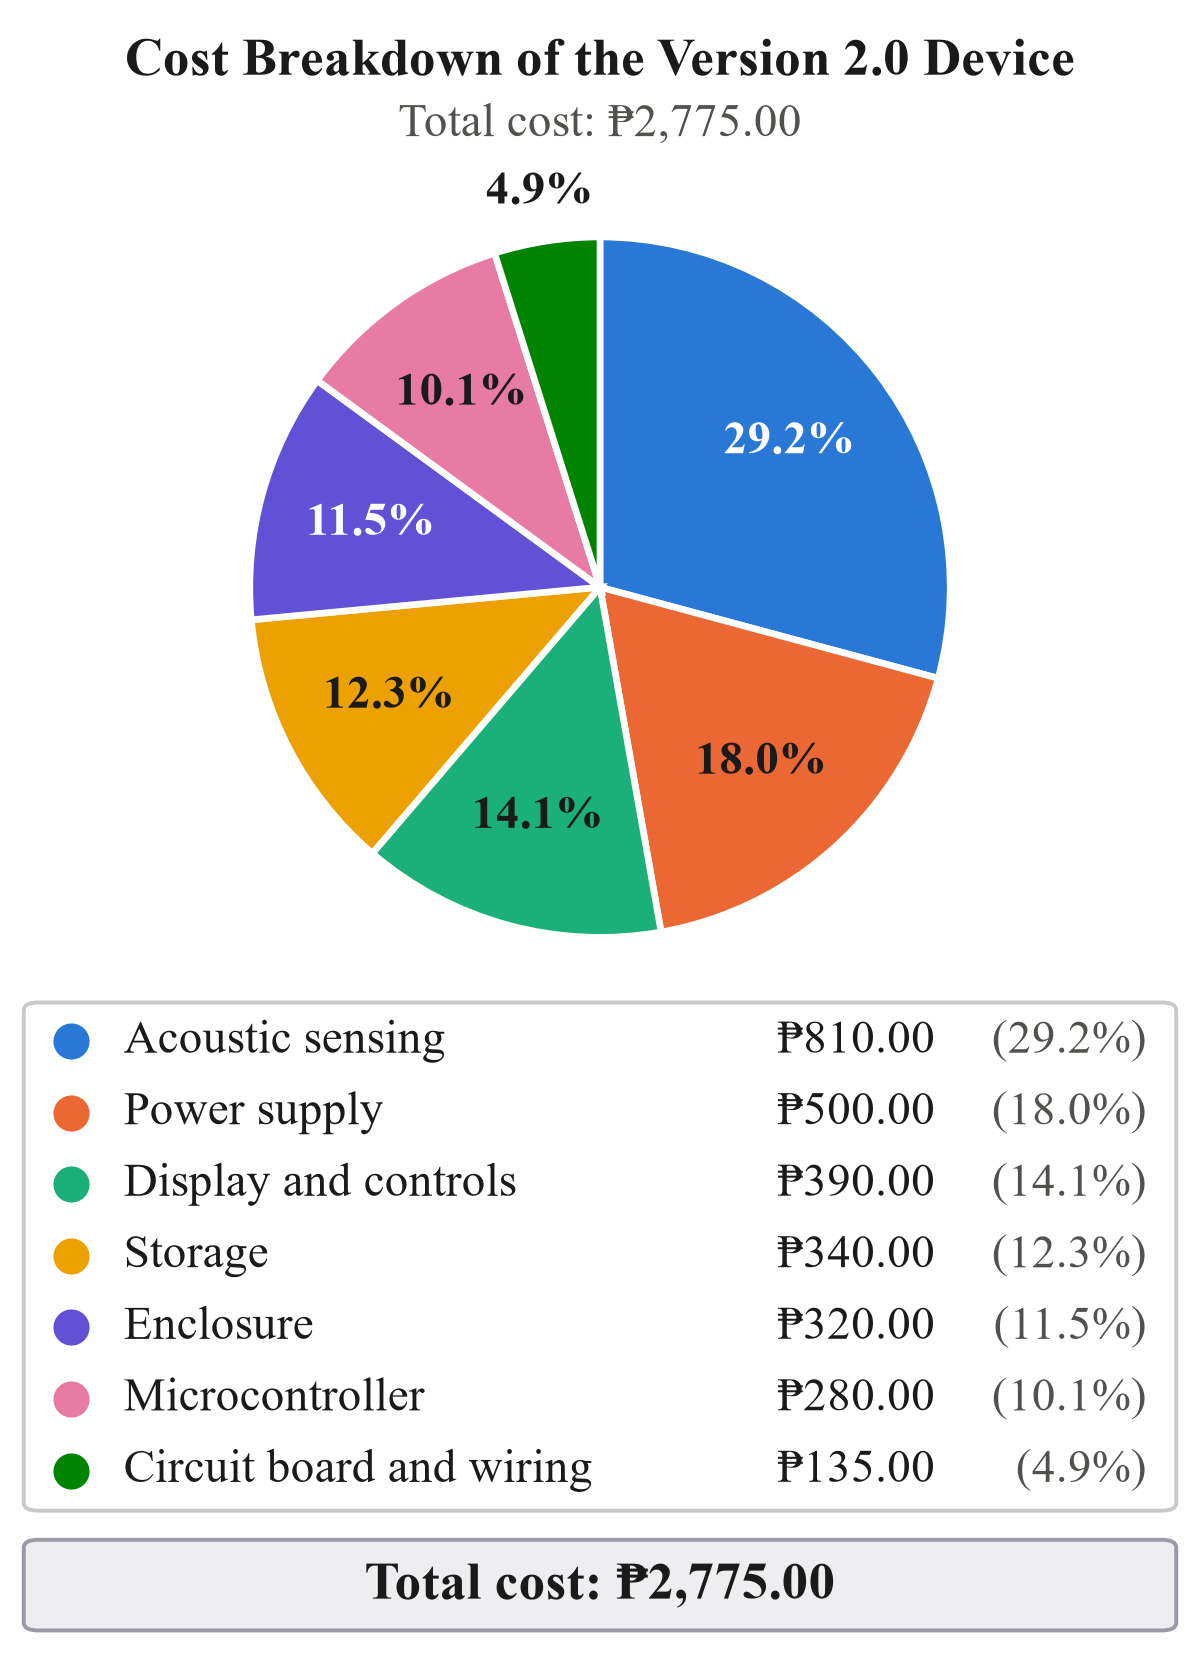 Cost Breakdown of the Version 2.0 Device
Total cost: ₱2,775.00
4.9%
10.1%
29.2%
11.5%
12.3%
18.0%
14.1%
Acoustic sensing ₱810.00 (29.2%)
Power supply ₱500.00 (18.0%)
Display and controls ₱390.00 (14.1%)
Storage ₱340.00 (12.3%)
Enclosure ₱320.00 (11.5%)
Microcontroller ₱280.00 (10.1%)
Circuit board and wiring ₱135.00 (4.9%)
Total cost: ₱2,775.00